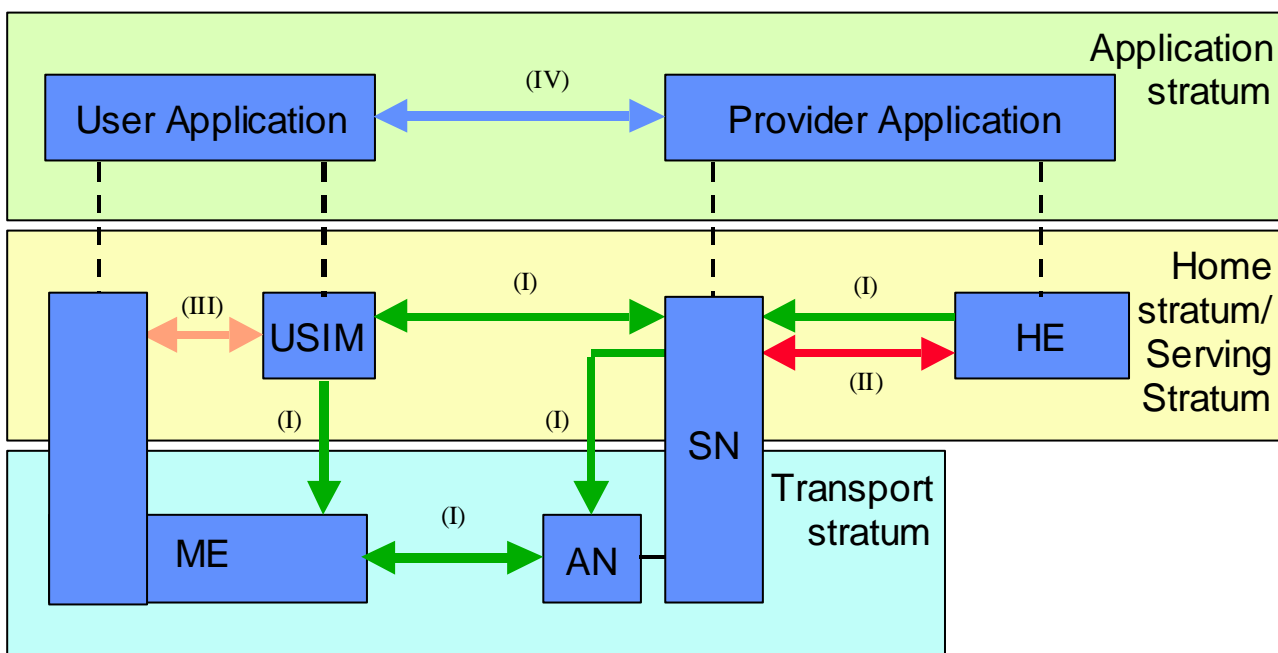 Application
stratum
(IV)
User Application
Provider Application
Home
stratum/
Serving
Stratum
(III)
(I)
(I)
USIM
HE
(II)
(I)
(I)
SN
Transport
stratum
(I)
ME
AN